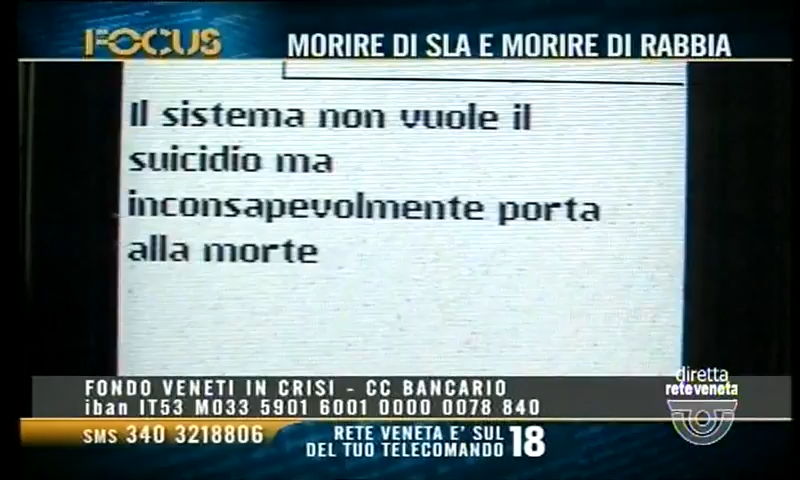 FOCUS
MORIRE DI SLA E MORIRE DI RABBIA
Il sistema non vuole il
suicidio ma
inconsapevolmente porta
alla morte
FONDO VENETI IN CRISI - CC BANCARIO
iban IT53 M033 5901 6001 0000 0078 840
diretta
reteveneta
SMS 340 3218806
RETE VENETA E' SUL
DEL TUO TELECOMANDO 18